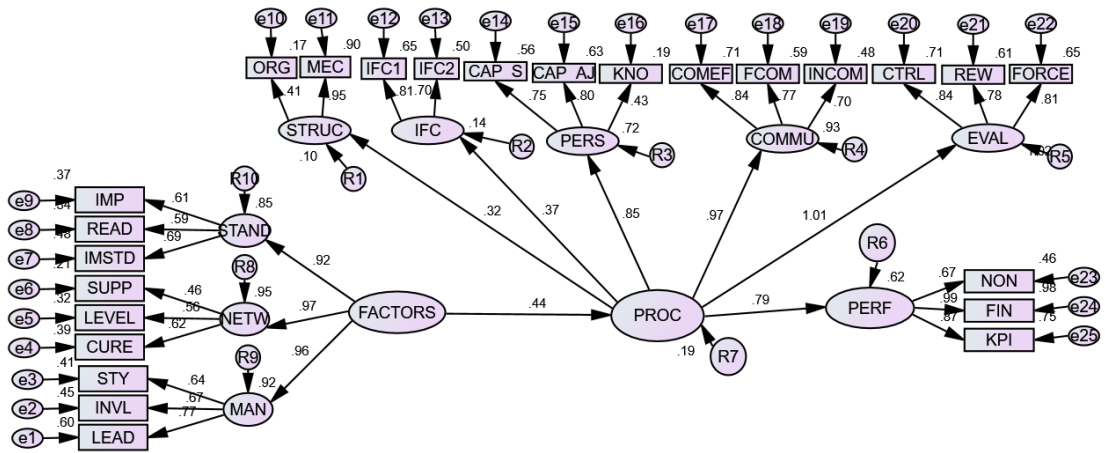 e10 e11 e12 e13 e14 e15 e16 e17 e18 e19 e20 e21 e22
.17 .90 .65 .50 .56 .63 .19 .71 .59 .48 .71 .61 .65
ORG MEC IFC1 IFC2 CAP_S CAP_AJ KNO COMEF FCOM INCOM CTRL REW FORCE
.41 .95 .81 .70 .75 .80 .43 .84 .77 .70 .84 .78 .81
STRUC IFC PERS COMMU EVAL
.10 .14 .72 .93
R1 R2 R3 R4 R5
.32 .37 .85 .97 1.01
.37 R10
e9 IMP .61 .85
e8 READ .59 STAND
.48
e7 IMSTD .69
.21 .92
e6 SUPP R8
.32 .46 .95
e5 LEVEL .56 NETW .97
.39 .62
e4 CURE R9
.41 .96
e3 STY .64 .92
.45 .67
e2 INVL .77 MAN
.60
e1 LEAD
FACTORS .44 PROC .79 PERF
.19 R7
R6 .62
.67 NON .46 e23
.99 FIN .98 e24
.87 KPI .75 e25